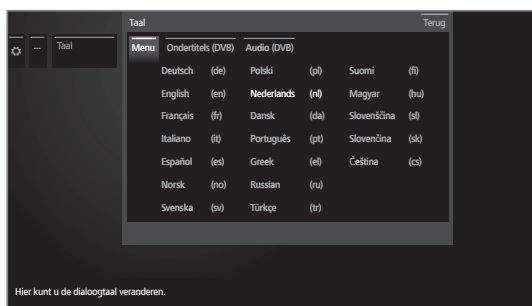 Taal Terug
... Taal
Menu Ondertitels (DVB) Audio (DVB)
Deutsch (de) Polski (pl) Suomi (fi)
English (en) Nederlands (nl) Magyar (hu)
Français (fr) Dansk (da) Slovenščina (sl)
Italiano (it) Português (pt) Slovenčina (sk)
Español (es) Greek (el) Čeština (cs)
Norsk (no) Russian (ru)
Svenska (sv) Türkçe (tr)
Hier kunt u de dialoogtaal veranderen.